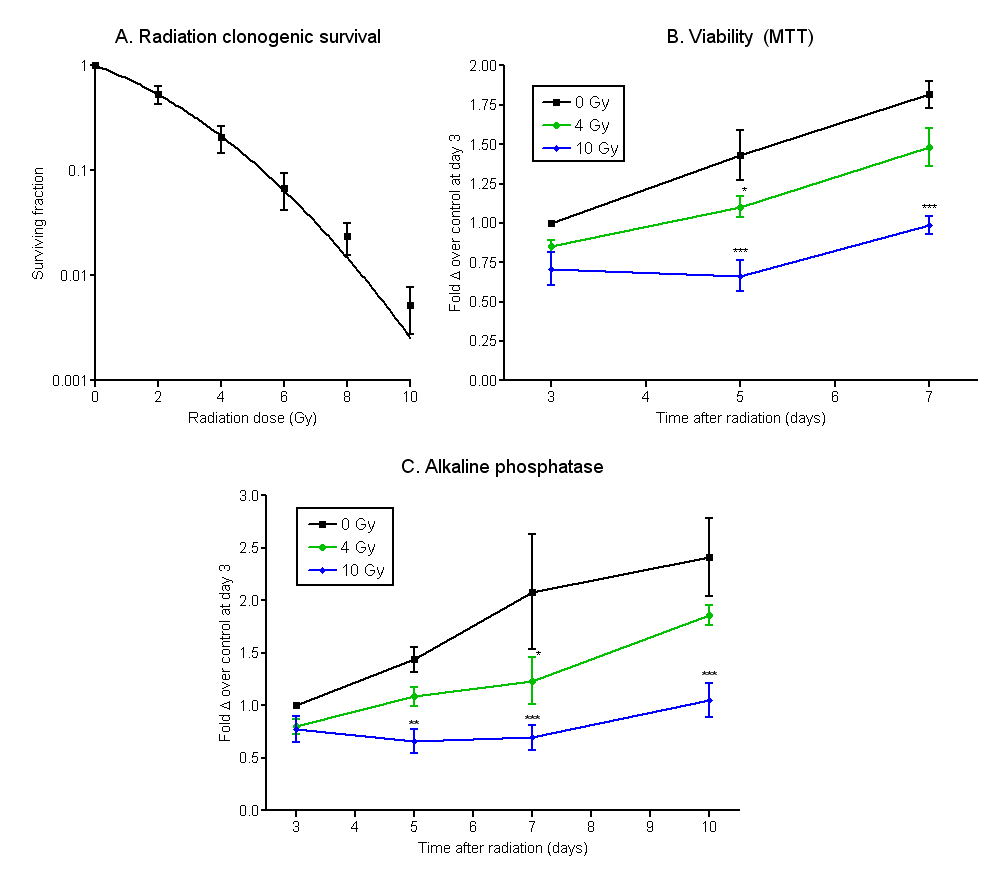 A. Radiation clonogenic survival
1
0.1
0.01
0.001
Surviving fraction
0 2 4 6 8 10
Radiation dose (Gy)
B. Viability (MTT)
2.00
1.75
1.50
1.25
1.00
0.75
0.50
0.25
0.00
Fold Δ over control at day 3
0 Gy
4 Gy
10 Gy
*
***
***
3 4 5 6 7
Time after radiation (days)
C. Alkaline phosphatase
3.0
2.5
2.0
1.5
1.0
0.5
0.0
Fold Δ over control at day 3
0 Gy
4 Gy
10 Gy
*
**
***
***
3 4 5 6 7 8 9 10
Time after radiation (days)